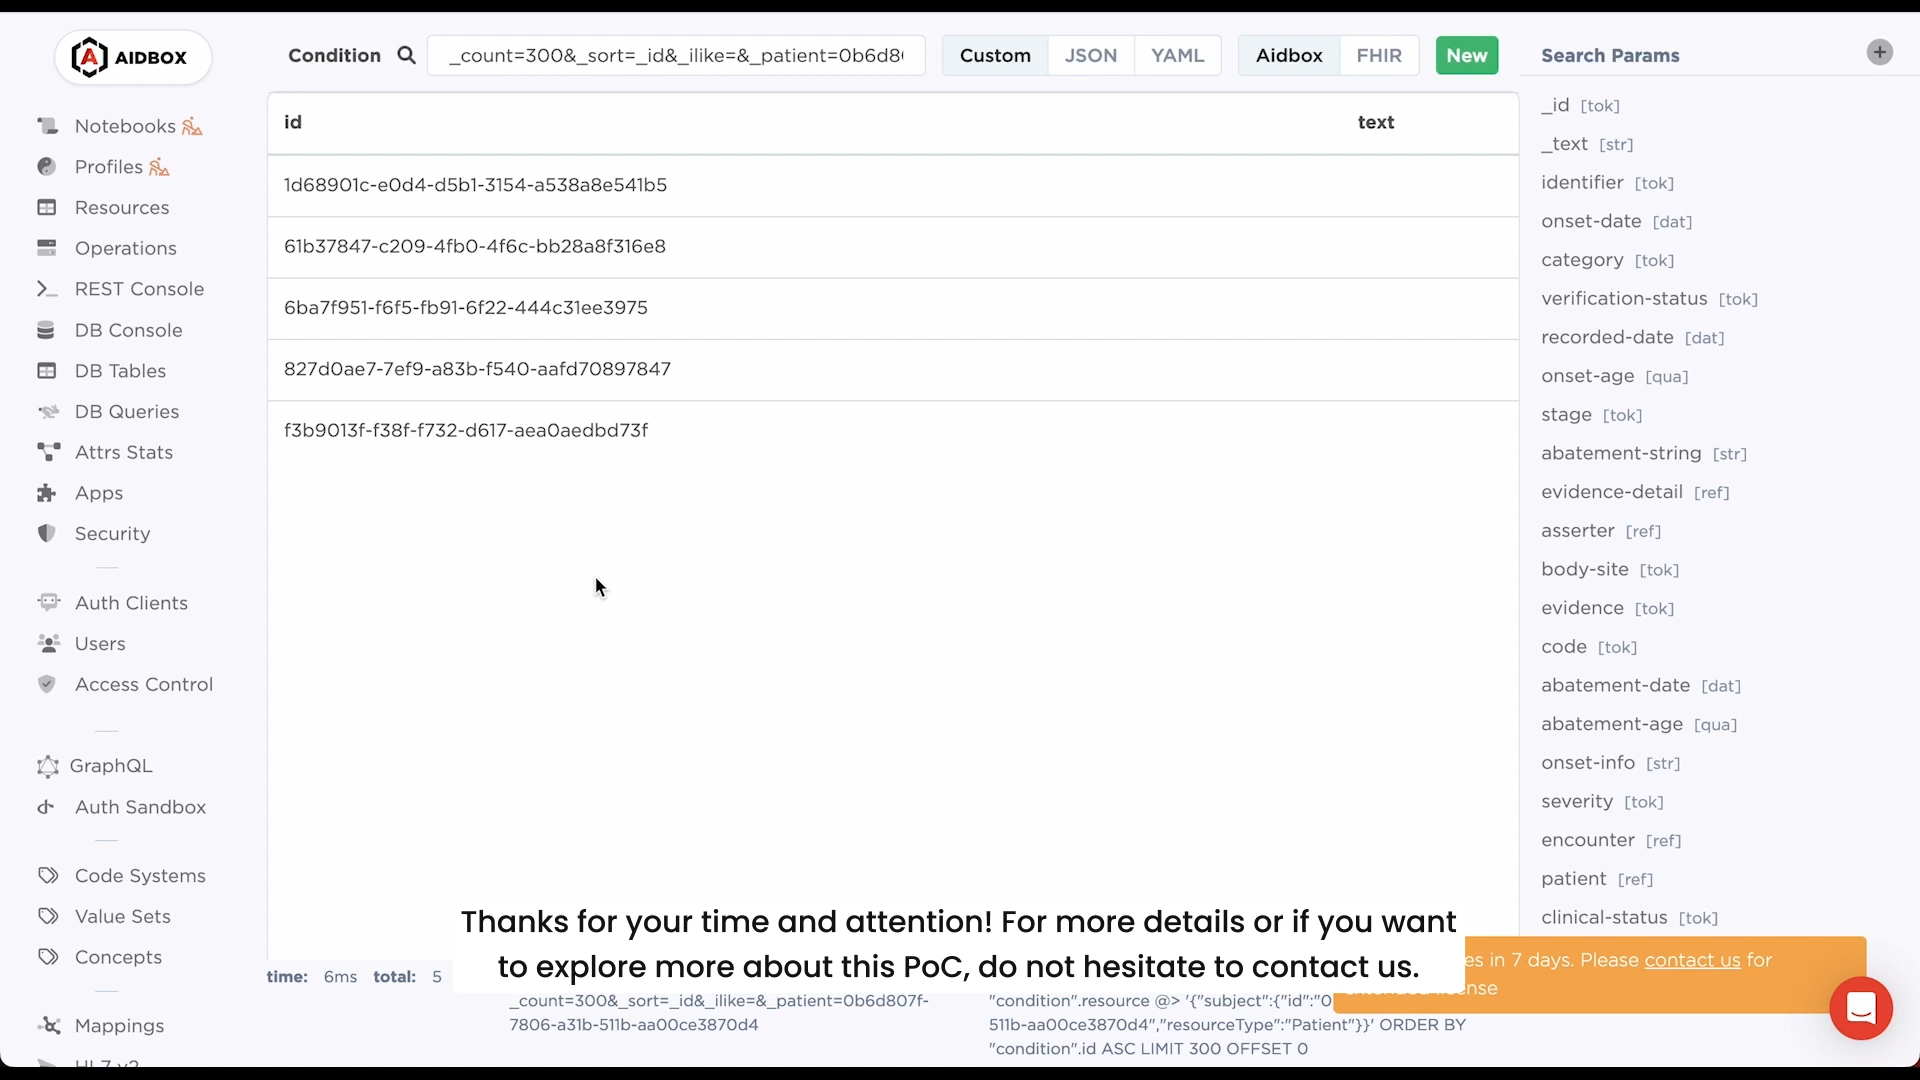 AIDBOX
Notebooks
Profiles
Resources
Operations
REST Console
DB Console
DB Tables
DB Queries
Attrs Stats
Apps
Security
Auth Clients
Users
Access Control
GraphQL
Auth Sandbox
Code Systems
Value Sets
Concepts
Mappings
HL7 v2
Condition
_count=300&_sort=_id&_ilike=&_patient=0b6d8
Custom JSON YAML
Aidbox FHIR
New
id text
1d68901c-e0d4-d5b1-3154-a538a8e541b5
61b37847-c209-4fb0-4f6c-bb28a8f316e8
6ba7f951-f6f5-fb91-6f22-444c31ee3975
827d0ae7-7ef9-a83b-f540-aafd70897847
f3b9013f-f38f-f732-d617-aea0aedbd73f
Search Params
_id [tok]
_text [str]
identifier [tok]
onset-date [dat]
category [tok]
verification-status [tok]
recorded-date [dat]
onset-age [qua]
stage [tok]
abatement-string [str]
evidence-detail [ref]
asserter [ref]
body-site [tok]
evidence [tok]
code [tok]
abatement-date [dat]
abatement-age [qua]
onset-info [str]
severity [tok]
encounter [ref]
patient [ref]
clinical-status [tok]
Thanks for your time and attention! For more details or if you want
to explore more about this PoC, do not hesitate to contact us.
time: 6ms total: 5
_count=300&_sort=_id&_ilike=&_patient=0b6d807f-
7806-a31b-511b-aa00ce3870d4
"condition".resource @> '{"subject":{"id":"0
511b-aa00ce3870d4","resourceType":"Patient"}}' ORDER BY
"condition".id ASC LIMIT 300 OFFSET 0
es in 7 days. Please contact us for